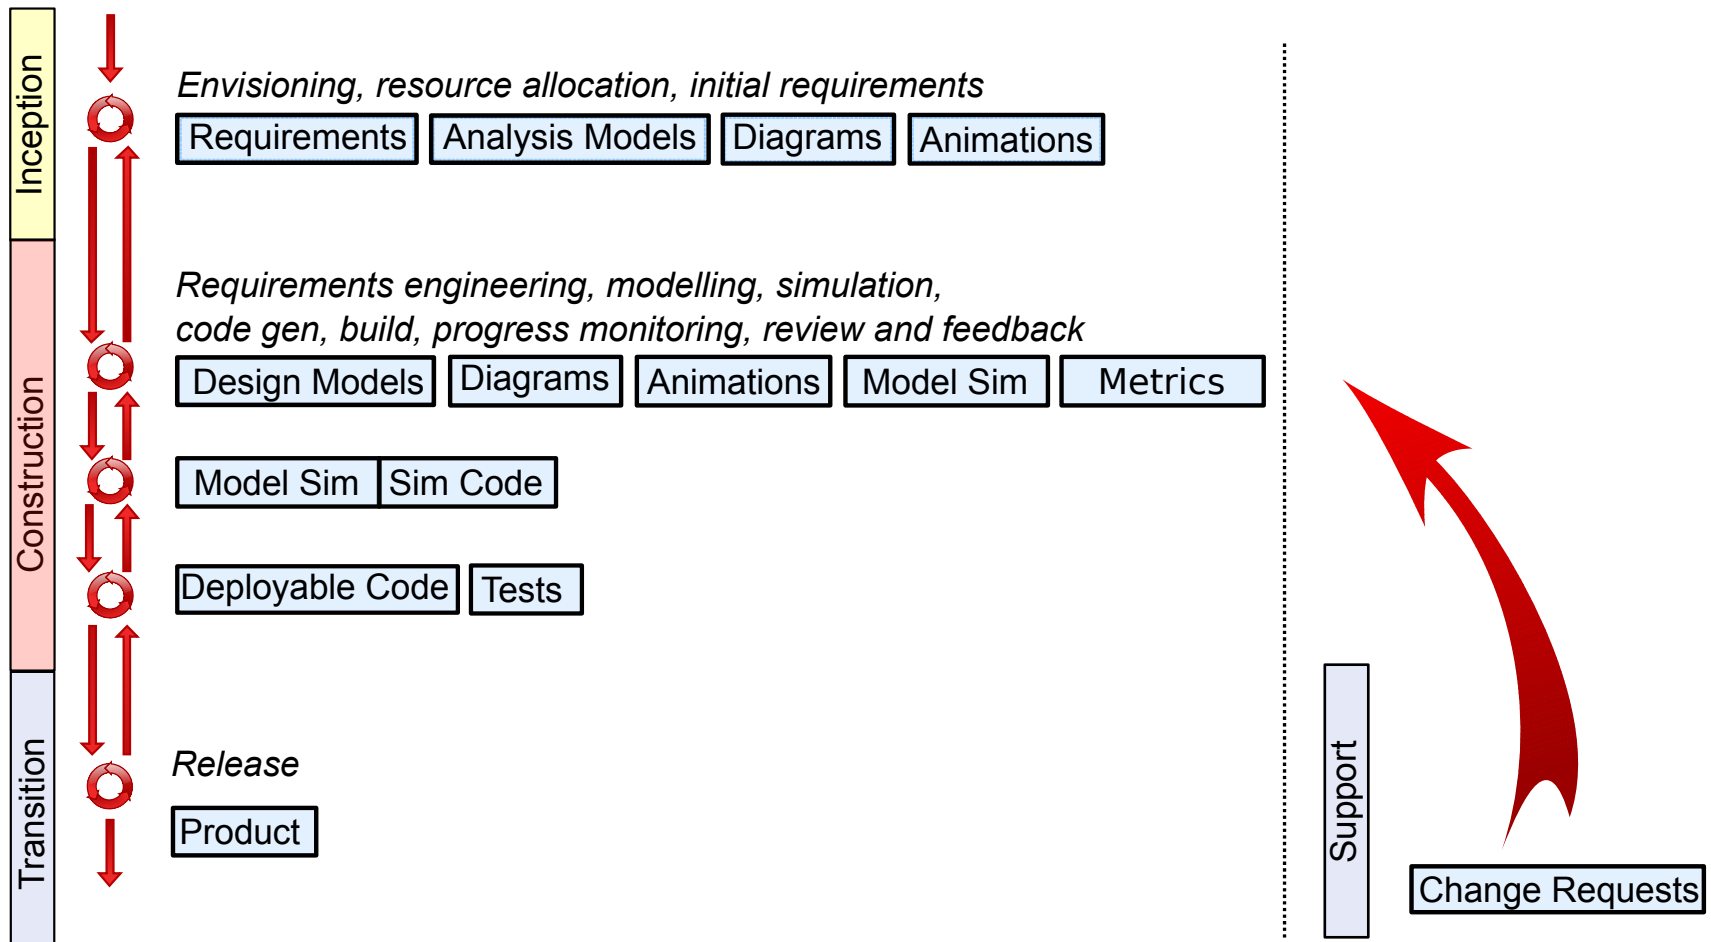 Inception
Envisioning, resource allocation, initial requirements
Requirements
Analysis Models
Diagrams
Animations
Construction
Requirements engineering, modelling, simulation,
code gen, build, progress monitoring, review and feedback
Design Models
Diagrams
Animations
Model Sim
Metrics
Model Sim
Sim Code
Deployable Code
Tests
Transition
Release
Product
Support
Change Requests